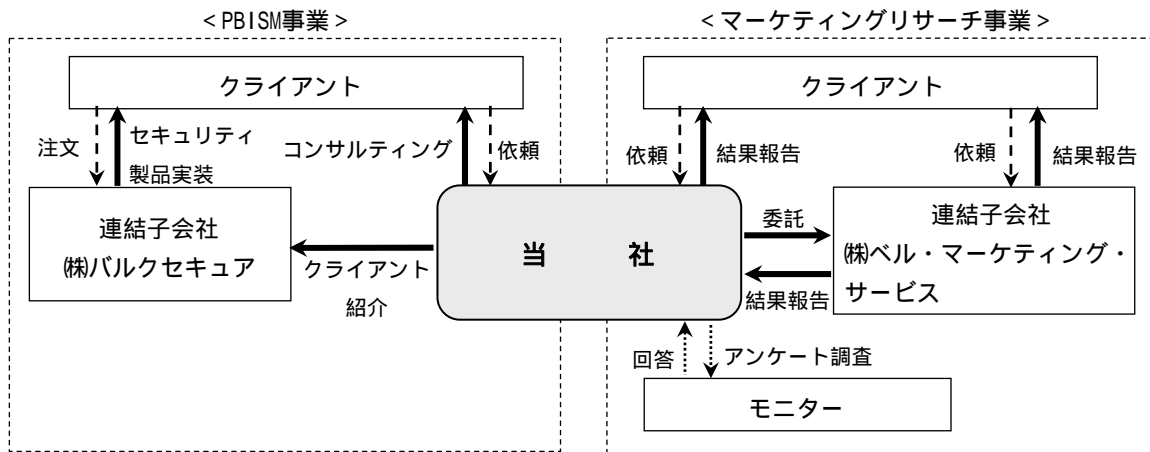 ＜PBISM事業＞
＜マーケティングリサーチ事業＞
クライアント
クライアント
注文
セキュリティ
製品実装
コンサルティング
依頼
依頼
結果報告
依頼
結果報告
連結子会社
㈱バルクセキュア
クライアント
紹介
当　社
委託
結果報告
連結子会社
㈱ベル・マーケティング・
サービス
回答
アンケート調査
モニター